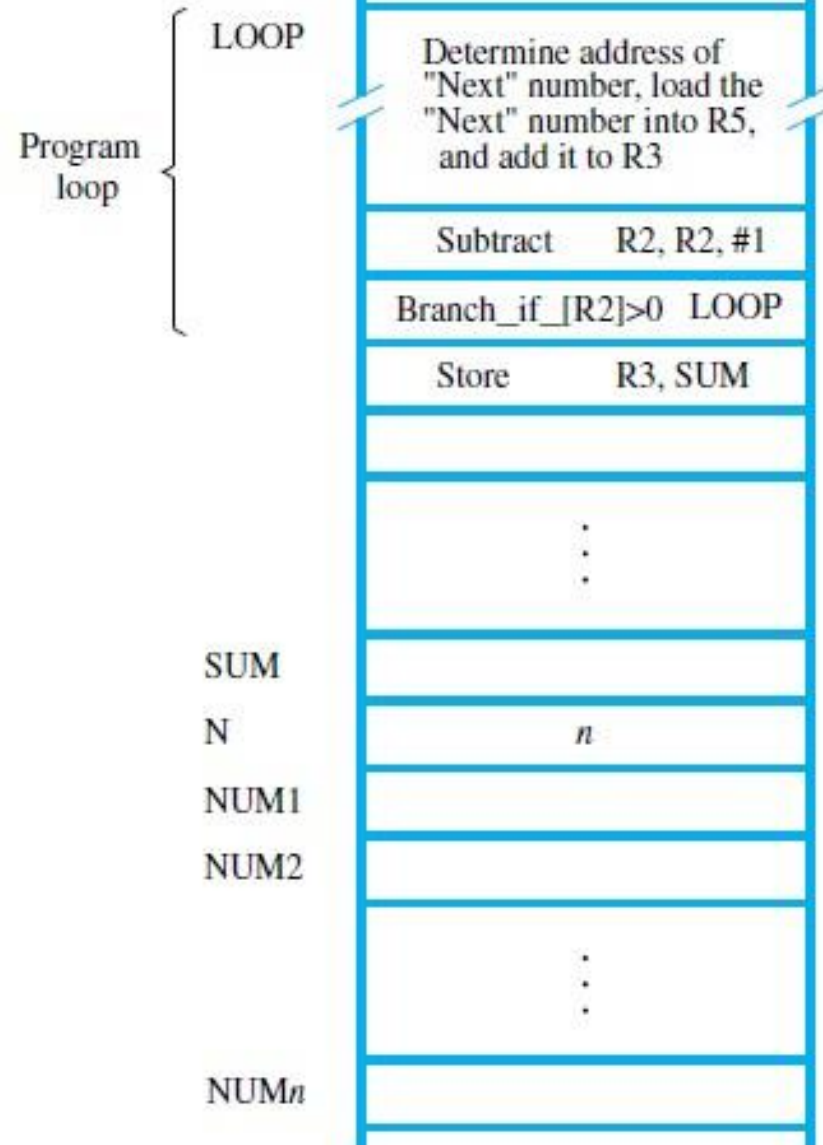 LOOP
Determine address of
"Next" number, load the
"Next" number into R5,
and add it to R3
Program
loop
Subtract R2, R2, #1
Branch_if_[R2]>0 LOOP
Store R3, SUM
SUM
N n
NUM1
NUM2
NUMn